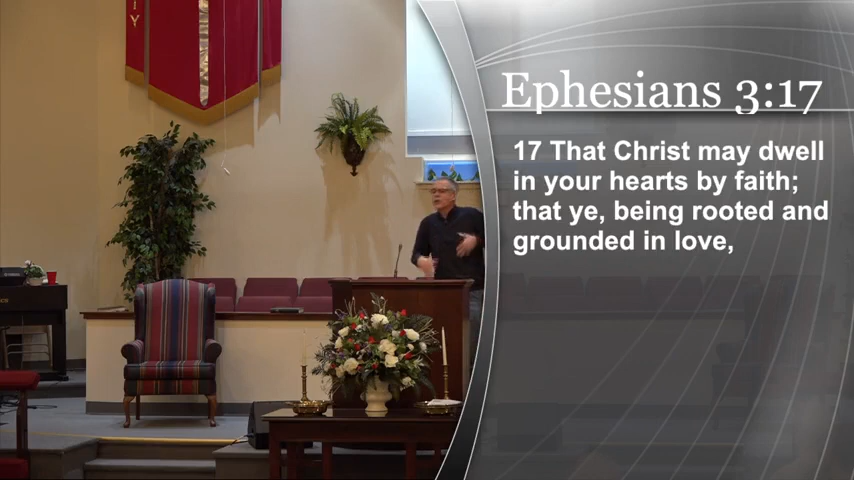 Ephesians 3:17
17 That Christ may dwell
in your hearts by faith;
that ye, being rooted and
grounded in love,